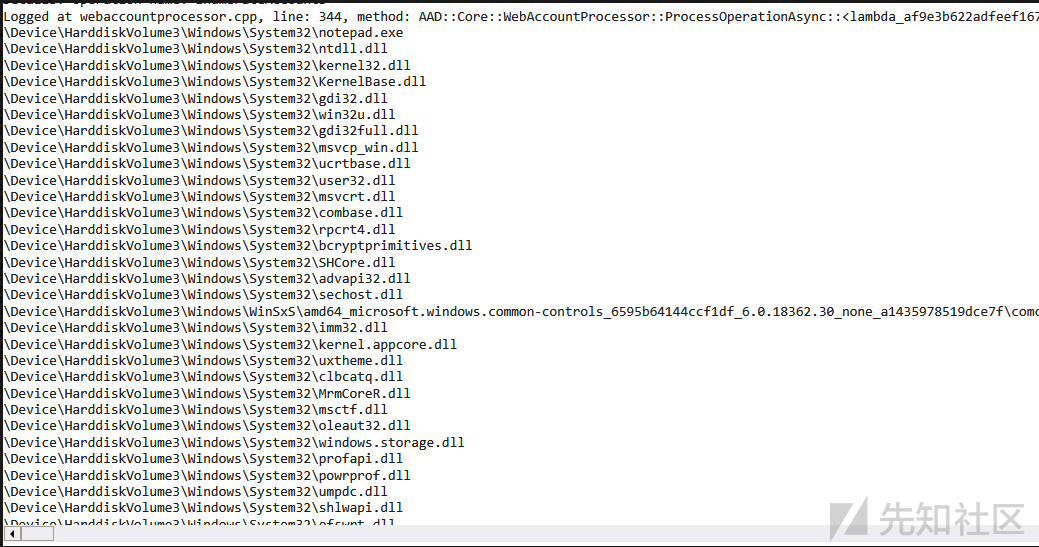 Logged at webaccountprocessor.cpp, line: 344, method: AAD::Core::WebAccountProcessor::ProcessOperationAsync::<lambda_af9e3b622adfeef167
\Device\HarddiskVolume3\Windows\System32\notepad.exe
\Device\HarddiskVolume3\Windows\System32\ntdll.dll
\Device\HarddiskVolume3\Windows\System32\kernel32.dll
\Device\HarddiskVolume3\Windows\System32\KernelBase.dll
\Device\HarddiskVolume3\Windows\System32\gdi32.dll
\Device\HarddiskVolume3\Windows\System32\win32u.dll
\Device\HarddiskVolume3\Windows\System32\gdi32full.dll
\Device\HarddiskVolume3\Windows\System32\msvcp_win.dll
\Device\HarddiskVolume3\Windows\System32\ucrtbase.dll
\Device\HarddiskVolume3\Windows\System32\user32.dll
\Device\HarddiskVolume3\Windows\System32\msvcrt.dll
\Device\HarddiskVolume3\Windows\System32\combase.dll
\Device\HarddiskVolume3\Windows\System32\rpcrt4.dll
\Device\HarddiskVolume3\Windows\System32\bcryptprimitives.dll
\Device\HarddiskVolume3\Windows\System32\SHCore.dll
\Device\HarddiskVolume3\Windows\System32\advapi32.dll
\Device\HarddiskVolume3\Windows\System32\sechost.dll
\Device\HarddiskVolume3\Windows\WinSxS\amd64_microsoft.windows.common-controls_6595b64144ccf1df_6.0.18362.30_none_a1435978519dce7f\comc
\Device\HarddiskVolume3\Windows\System32\imm32.dll
\Device\HarddiskVolume3\Windows\System32\kernel.appcore.dll
\Device\HarddiskVolume3\Windows\System32\uxtheme.dll
\Device\HarddiskVolume3\Windows\System32\clbcatq.dll
\Device\HarddiskVolume3\Windows\System32\MrmCoreR.dll
\Device\HarddiskVolume3\Windows\System32\msctf.dll
\Device\HarddiskVolume3\Windows\System32\oleaut32.dll
\Device\HarddiskVolume3\Windows\System32\windows.storage.dll
\Device\HarddiskVolume3\Windows\System32\profapi.dll
\Device\HarddiskVolume3\Windows\System32\powrprof.dll
\Device\HarddiskVolume3\Windows\System32\umpdc.dll
\Device\HarddiskVolume3\Windows\System32\shlwapi.dll
\Device\HarddiskVolume3\Windows\System32\efswrt.dll
先知社区